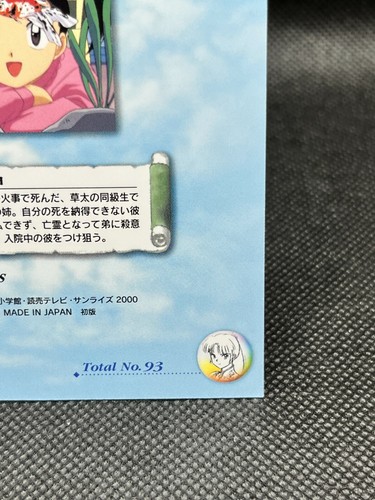 火事で死んだ、草太の同級生で
の姉。自分の死を納得できない彼
できず、亡霊となって弟に殺意
入院中の彼をつけ狙う。
s
小学館・読売テレビ・サンライズ 2000
MADE IN JAPAN 初版
Total No. 93